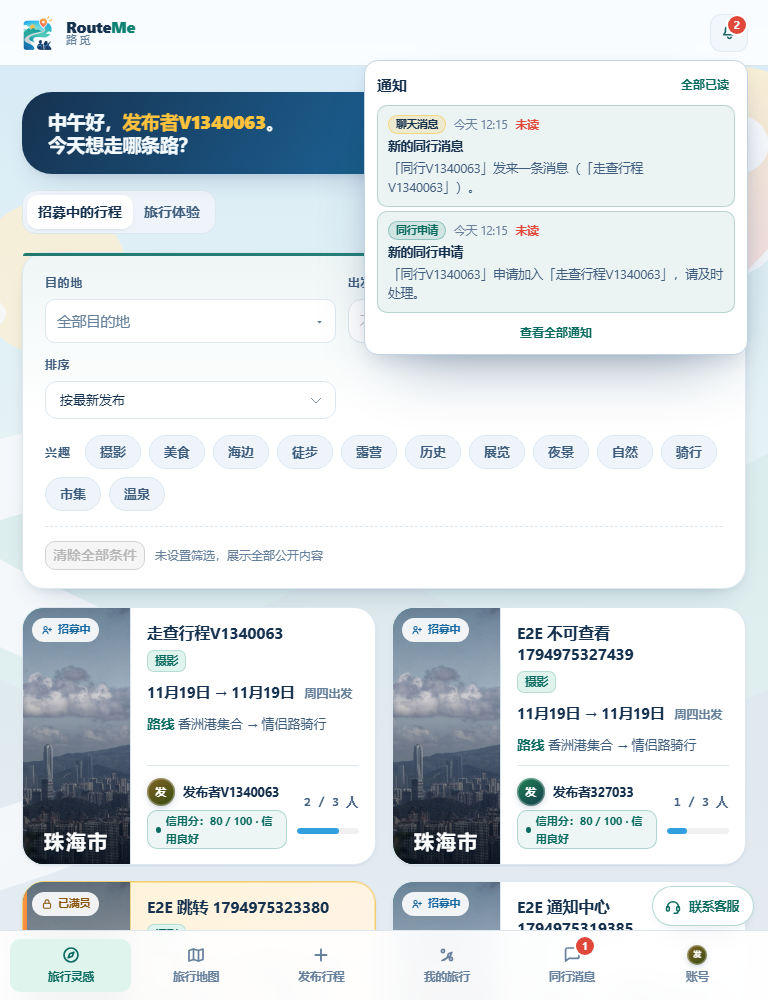 RouteMe
路觅
2
中午好，发布者V1340063。
今天想走哪条路？
通知
全部已读
聊天消息 今天 12:15 未读
新的同行消息
「同行V1340063」发来一条消息（「走查行程
V1340063」）。
同行申请 今天 12:15 未读
新的同行申请
「同行V1340063」申请加入「走查行程V1340063」，请及时
处理。
查看全部通知
招募中的行程 旅行体验
目的地
全部目的地
排序
按最新发布
兴趣 摄影 美食 海边 徒步 露营 历史 展览 夜景 自然 骑行
市集 温泉
清除全部条件 未设置筛选，展示全部公开内容
招募中
珠海市
走查行程V1340063
摄影
11月19日 → 11月19日 周四出发
路线 香洲港集合 → 情侣路骑行
发 发布者V1340063
2 / 3 人
信用分：80 / 100 · 信
用良好
招募中
珠海市
E2E 不可查看
1794975327439
摄影
11月19日 → 11月19日 周四出发
路线 香洲港集合 → 情侣路骑行
发 发布者327033
1 / 3 人
信用分：80 / 100 · 信
用良好
已满员
E2E 跳转 1794975323380
招募中
E2E 通知中心
1794975319385
联系客服
旅行灵感
旅行地图
发布行程
我的旅行
1
同行消息
发
账号